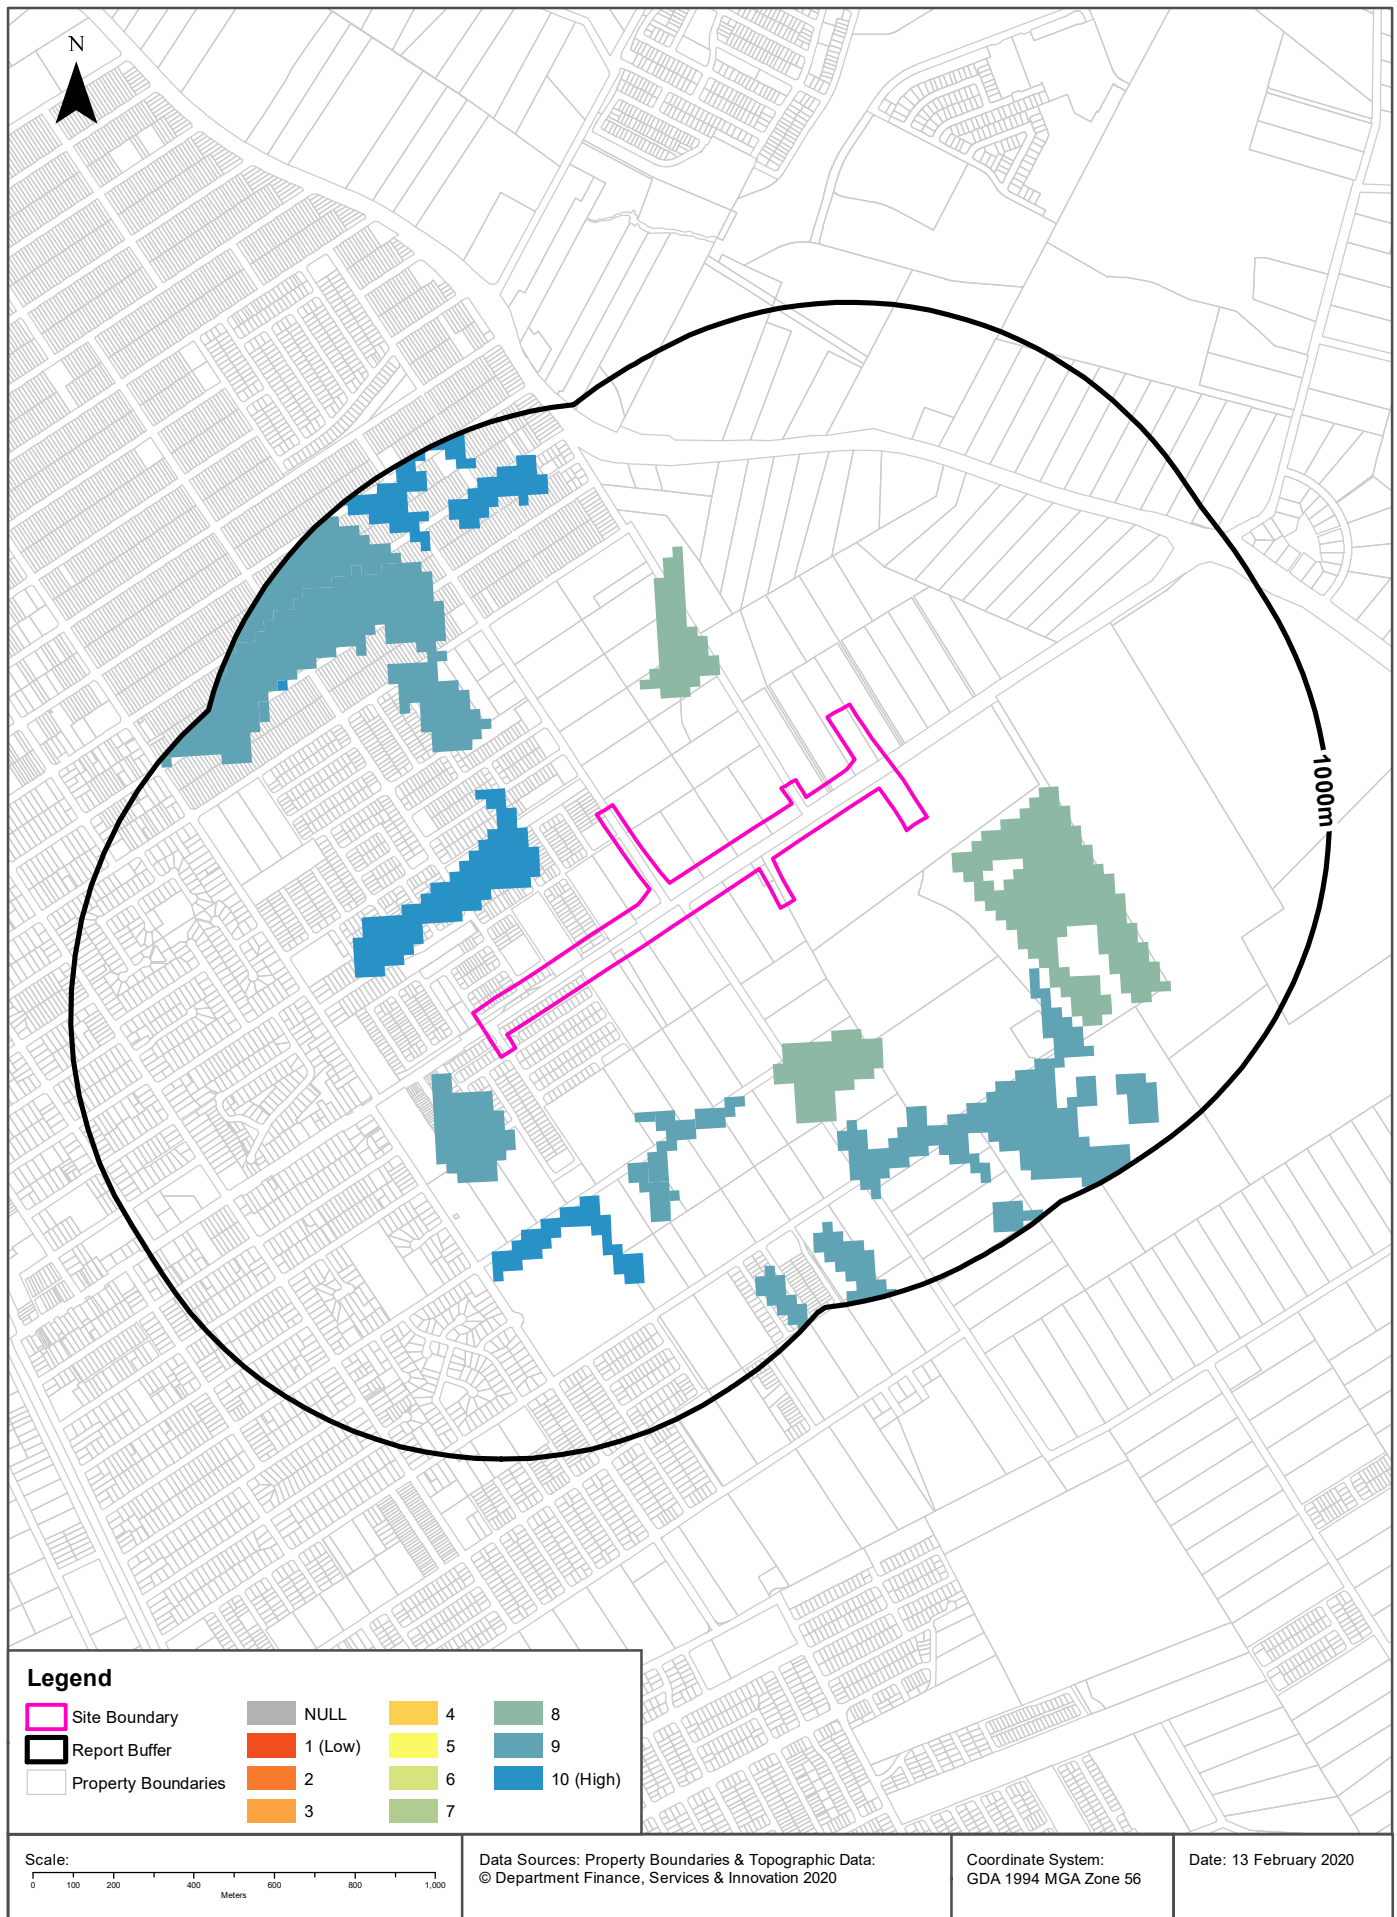 N
1000m
Legend
Site Boundary
Report Buffer
Property Boundaries
NULL
1 (Low)
2
3
4
5
6
7
8
9
10 (High)
Scale:
0 100 200 400 600 800 1,000
Meters
Data Sources: Property Boundaries & Topographic Data:
© Department Finance, Services & Innovation 2020
Coordinate System:
GDA 1994 MGA Zone 56
Date: 13 February 2020